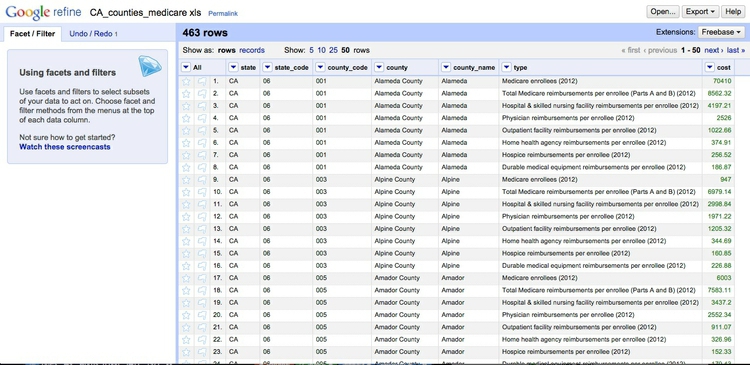 Google refine CA_counties_medicare xls Permalink Open... Export Help
Facet / Filter Undo / Redo 1 463 rows Extensions: Freebase
Show as: rows records Show: 5 10 25 50 rows « first ‹ previous 1 - 50 next › last »
Using facets and filters
Use facets and filters to select subsets
of your data to act on. Choose facet and
filter methods from the menus at the top
of each data column.
Not sure how to get started?
Watch these screencasts
All state state_code county_code county county_name type cost
1. CA 06 001 Alameda County Alameda Medicare enrollees (2012) 70410
2. CA 06 001 Alameda County Alameda Total Medicare reimbursements per enrollee (Parts A and B) (2012) 8562.32
3. CA 06 001 Alameda County Alameda Hospital & skilled nursing facility reimbursements per enrollee (2012) 4197.21
4. CA 06 001 Alameda County Alameda Physician reimbursements per enrollee (2012) 2526
5. CA 06 001 Alameda County Alameda Outpatient facility reimbursements per enrollee (2012) 1022.66
6. CA 06 001 Alameda County Alameda Home health agency reimbursements per enrollee (2012) 374.91
7. CA 06 001 Alameda County Alameda Hospice reimbursements per enrollee (2012) 256.52
8. CA 06 001 Alameda County Alameda Durable medical equipment reimbursements per enrollee (2012) 186.87
9. CA 06 003 Alpine County Alpine Medicare enrollees (2012) 947
10. CA 06 003 Alpine County Alpine Total Medicare reimbursements per enrollee (Parts A and B) (2012) 6979.14
11. CA 06 003 Alpine County Alpine Hospital & skilled nursing facility reimbursements per enrollee (2012) 2998.84
12. CA 06 003 Alpine County Alpine Physician reimbursements per enrollee (2012) 1971.22
13. CA 06 003 Alpine County Alpine Outpatient facility reimbursements per enrollee (2012) 1205.32
14. CA 06 003 Alpine County Alpine Home health agency reimbursements per enrollee (2012) 344.69
15. CA 06 003 Alpine County Alpine Hospice reimbursements per enrollee (2012) 160.85
16. CA 06 003 Alpine County Alpine Durable medical equipment reimbursements per enrollee (2012) 226.88
17. CA 06 005 Amador County Amador Medicare enrollees (2012) 6003
18. CA 06 005 Amador County Amador Total Medicare reimbursements per enrollee (Parts A and B) (2012) 7583.11
19. CA 06 005 Amador County Amador Hospital & skilled nursing facility reimbursements per enrollee (2012) 3437.2
20. CA 06 005 Amador County Amador Physician reimbursements per enrollee (2012) 2552.34
21. CA 06 005 Amador County Amador Outpatient facility reimbursements per enrollee (2012) 911.07
22. CA 06 005 Amador County Amador Home health agency reimbursements per enrollee (2012) 326.96
23. CA 06 005 Amador County Amador Hospice reimbursements per enrollee (2012) 152.33